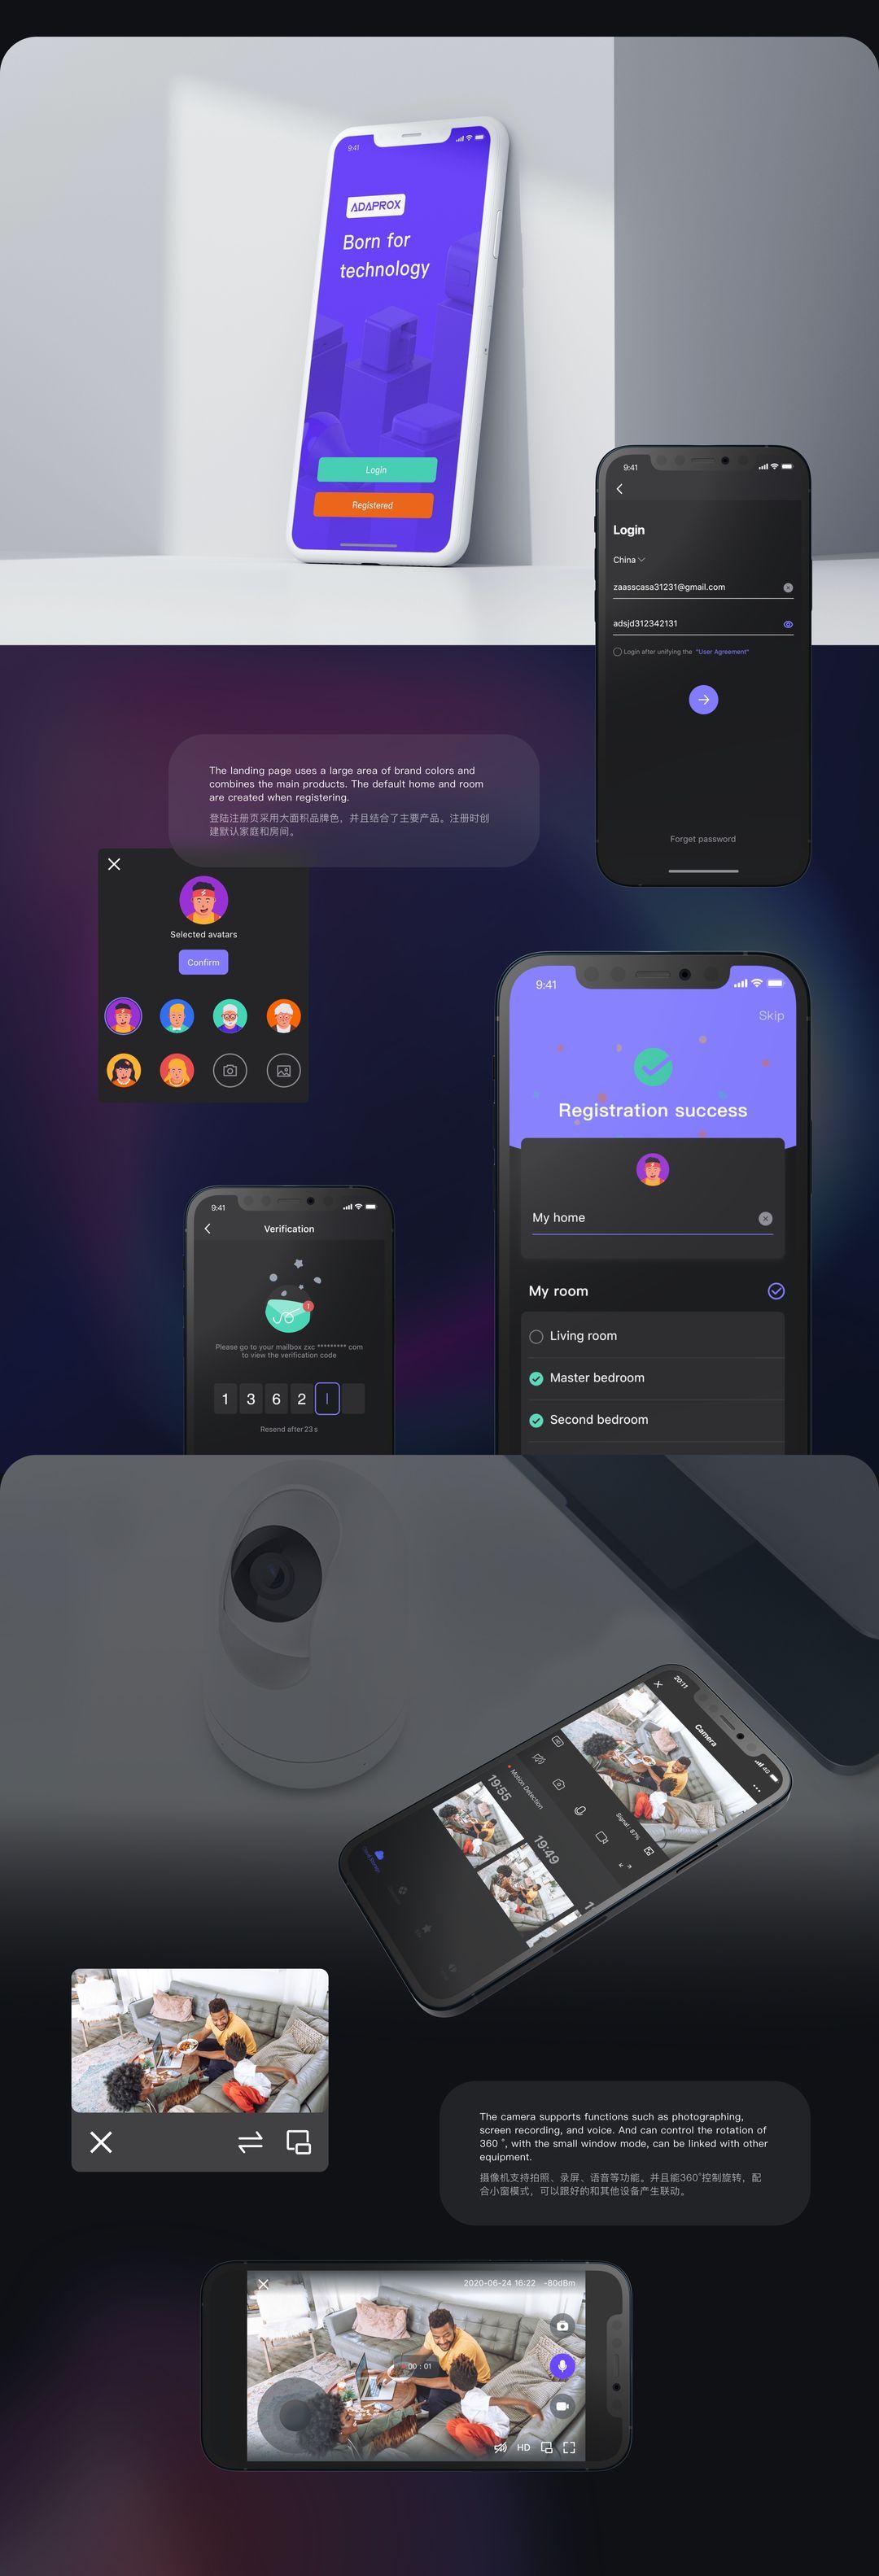 9:41
ADAPROX
Born for
technology
Login
Registered
9:41
Login
China
zaasscasa31231@gmail.com
adsjd312342131
Login after unifying the "User Agreement"
Forget password
The landing page uses a large area of brand colors and
combines the main products. The default home and room
are created when registering.
登陆注册页采用大面积品牌色，并且结合了主要产品。注册时创
建默认家庭和房间。
Selected avatars
Confirm
9:41
Skip
Registration success
My home
My room
Living room
Master bedroom
Second bedroom
9:41
Verification
Please go to your mailbox zxc ********* com
to view the verification code
1 3 6 2
Resend after 23 s
20:11
4G
Camera
Signal : 87%
Motion Detection
19:55
19:49
1
The camera supports functions such as photographing,
screen recording, and voice. And can control the rotation of
360 °, with the small window mode, can be linked with other
equipment.
摄像机支持拍照、录屏、语音等功能。并且能360°控制旋转，配
合小窗模式，可以跟好的和其他设备产生联动。
2020-06-24 16:22 -80dBm
00 : 01
HD